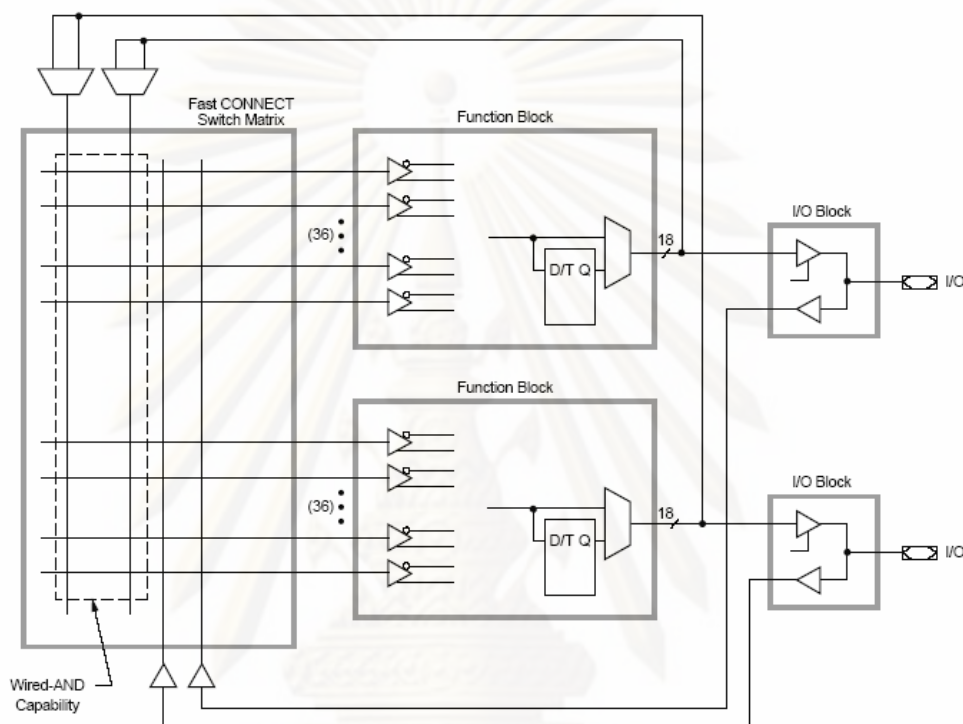 Fast CONNECT
Switch Matrix
Function Block
(36)
D/T Q
18
I/O Block
I/O
Function Block
(36)
D/T Q
18
I/O Block
I/O
Wired-AND
Capability